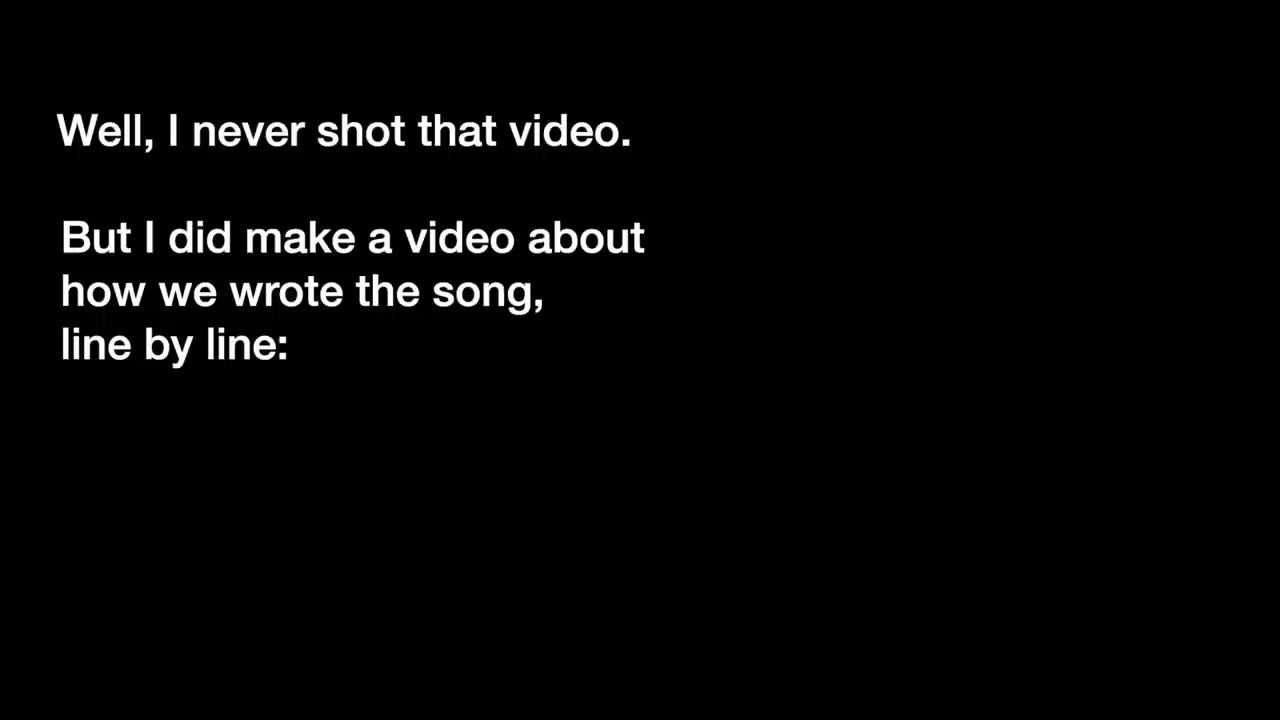 Well, I never shot that video.
But I did make a video about
how we wrote the song,
line by line: